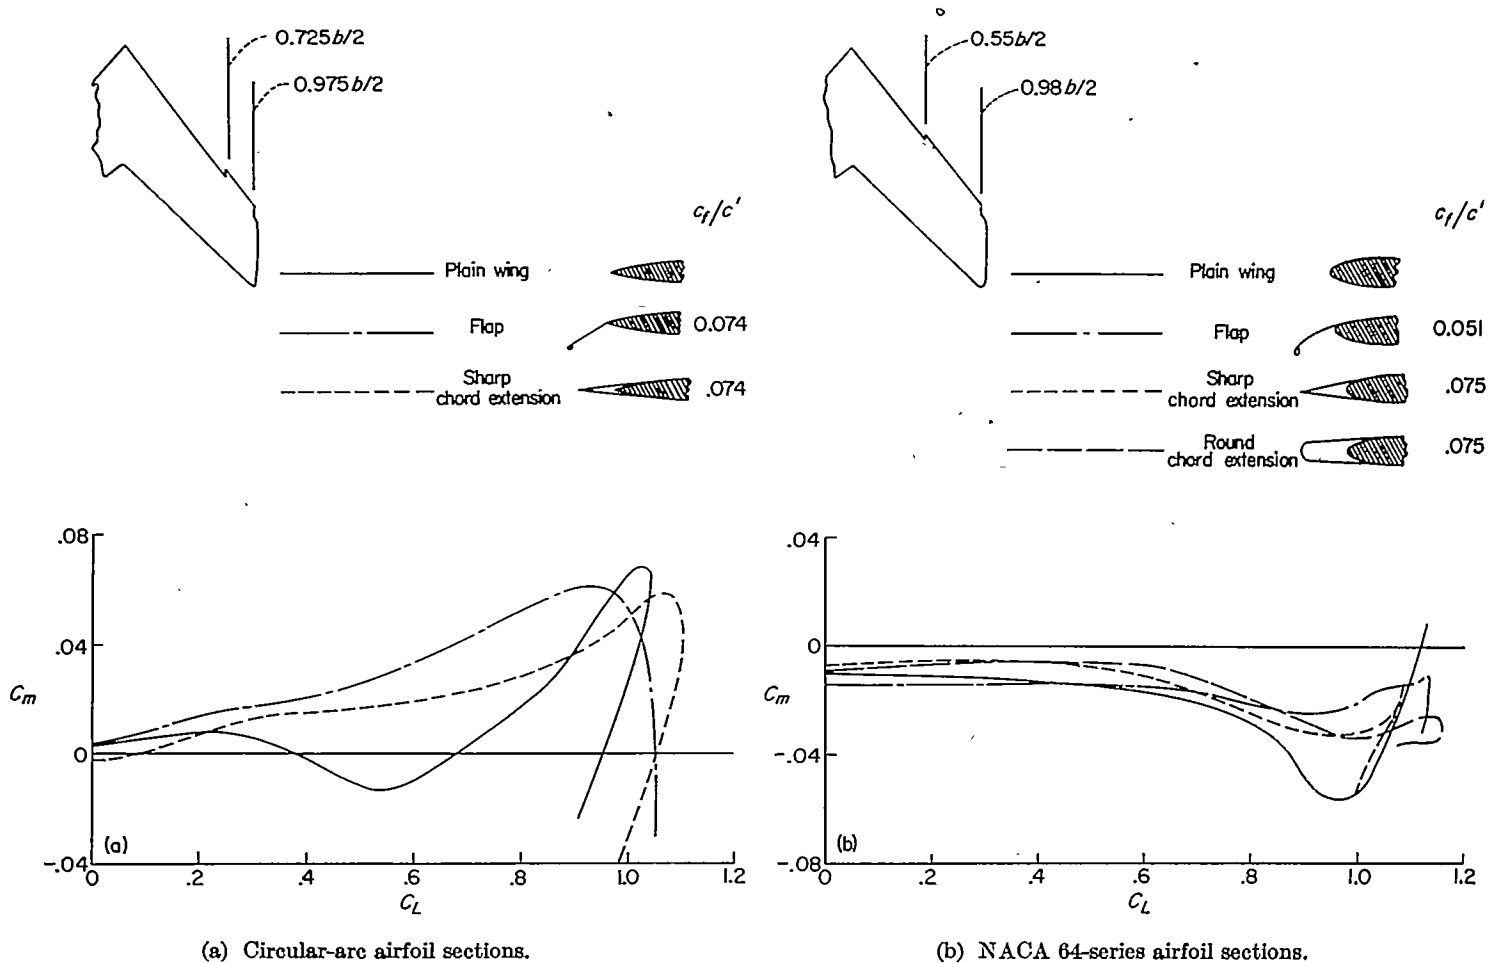 0.725b/2
0.975b/2
c_f/c'
Plain wing
Flap
0.074
Sharp
chord extension
.074
.08
.04
C_m
0
(a)
-.04
0
.2
.4
.6
.8
1.0
1.2
C_L
(a) Circular-arc airfoil sections.
0.55b/2
0.98b/2
c_f/c'
Plain wing
Flap
0.051
Sharp
chord extension
.075
Round
chord extension
.075
.04
0
C_m
-.04
(b)
-.08
0
.2
.4
.6
.8
1.0
1.2
C_L
(b) NACA 64-series airfoil sections.